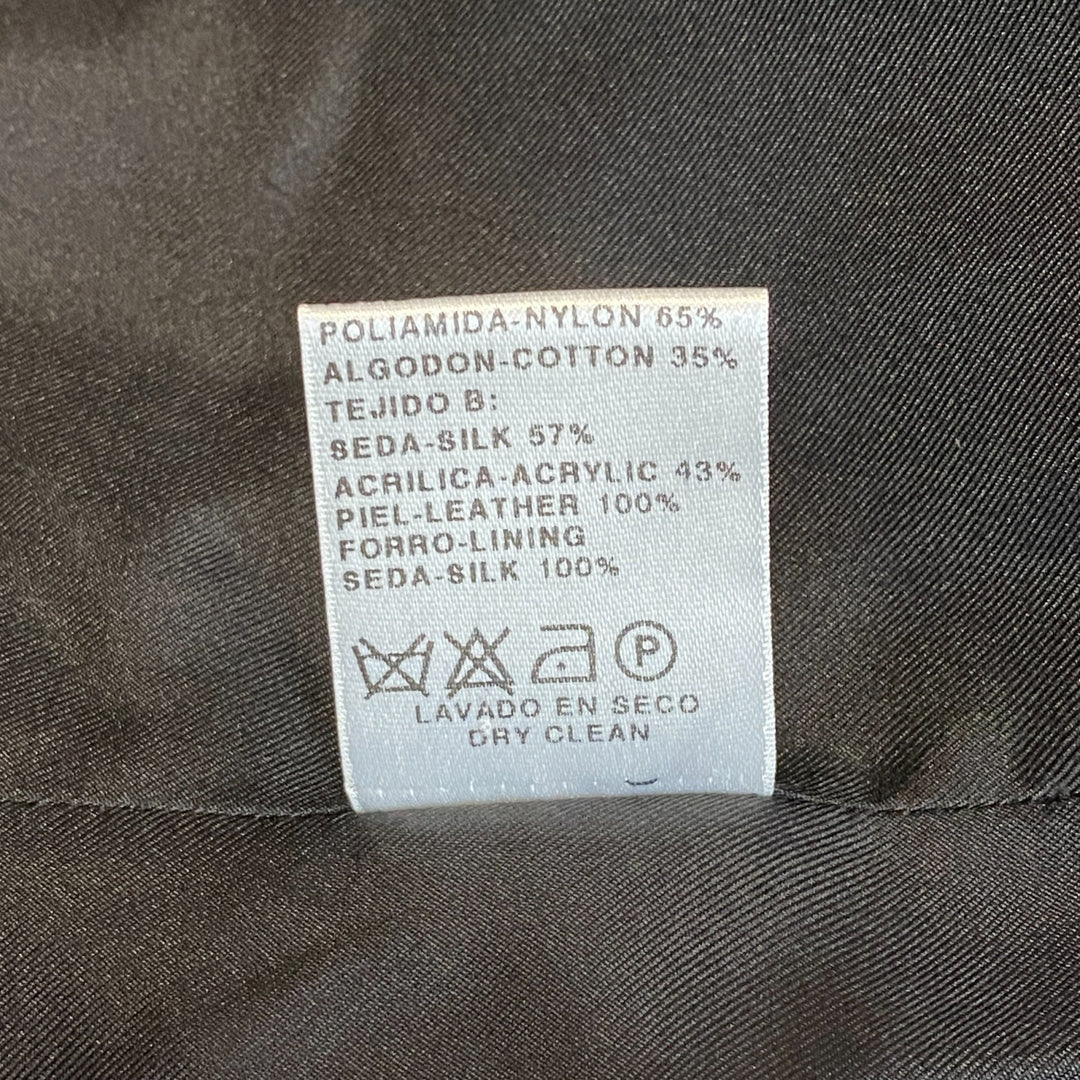 POLIAMIDA-NYLON 65%
ALGODON-COTTON 35%
TEJIDO B:
SEDA-SILK 57%
ACRILICA-ACRYLIC 43%
PIEL-LEATHER 100%
FORRO-LINING
SEDA-SILK 100%
P
LAVADO EN SECO
DRY CLEAN